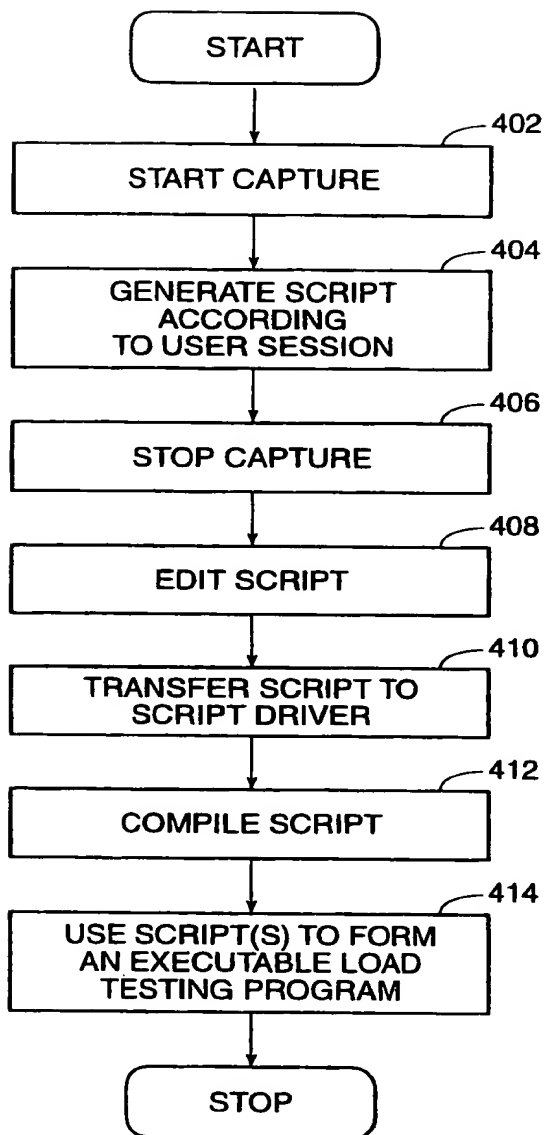 START
402
START CAPTURE
404
GENERATE SCRIPT
ACCORDING
TO USER SESSION
406
STOP CAPTURE
408
EDIT SCRIPT
410
TRANSFER SCRIPT TO
SCRIPT DRIVER
412
COMPILE SCRIPT
414
USE SCRIPT(S) TO FORM
AN EXECUTABLE LOAD
TESTING PROGRAM
STOP